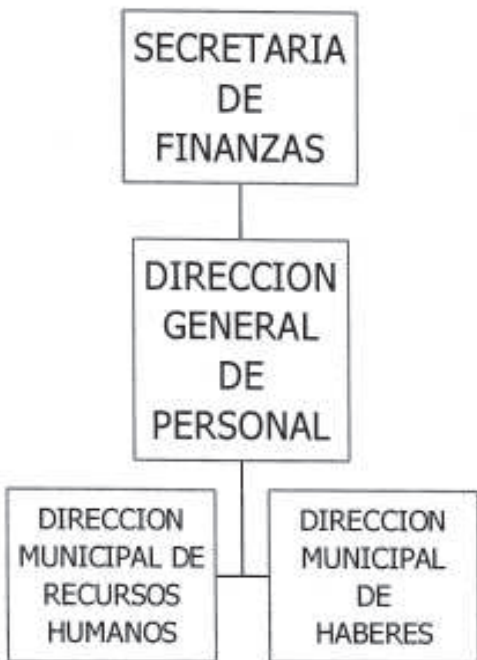 SECRETARIA
DE
FINANZAS
DIRECCION
GENERAL
DE
PERSONAL
DIRECCION
MUNICIPAL DE
RECURSOS
HUMANOS
DIRECCION
MUNICIPAL
DE
HABERES